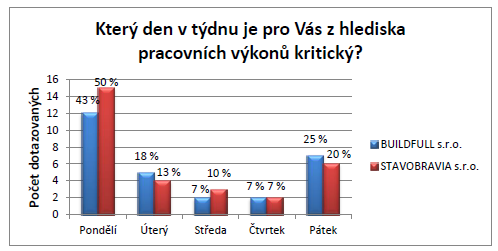 Který den v týdnu je pro Vás z hlediska
pracovních výkonů kritický?
Počet dotazovaných
16
14
12
10
8
6
4
2
0
43 %
50 %
18 %
13 %
7 %
10 %
7 %
7 %
25 %
20 %
Pondělí
Úterý
Středa
Čtvrtek
Pátek
BUILDFULL s.r.o.
STAVOBRAVIA s.r.o.